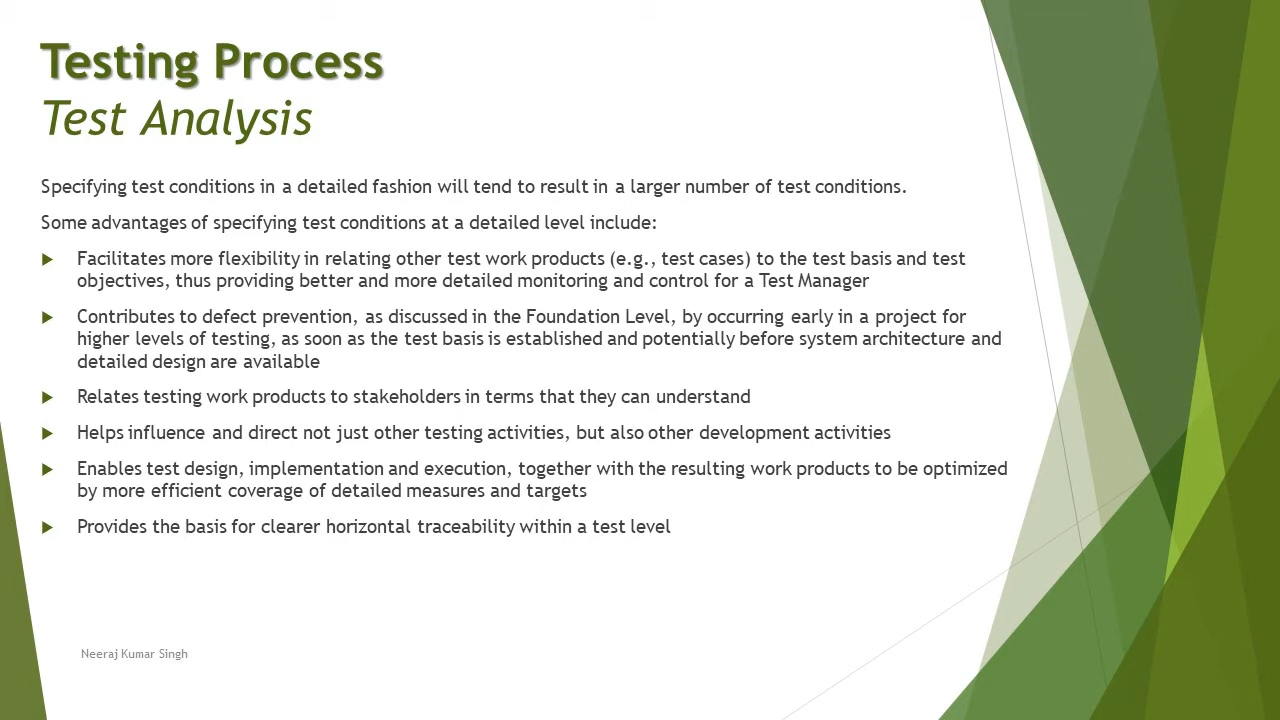 Testing Process
Test Analysis
Specifying test conditions in a detailed fashion will tend to result in a larger number of test conditions.
Some advantages of specifying test conditions at a detailed level include:
Facilitates more flexibility in relating other test work products (e.g., test cases) to the test basis and test
objectives, thus providing better and more detailed monitoring and control for a Test Manager
Contributes to defect prevention, as discussed in the Foundation Level, by occurring early in a project for
higher levels of testing, as soon as the test basis is established and potentially before system architecture and
detailed design are available
Relates testing work products to stakeholders in terms that they can understand
Helps influence and direct not just other testing activities, but also other development activities
Enables test design, implementation and execution, together with the resulting work products to be optimized
by more efficient coverage of detailed measures and targets
Provides the basis for clearer horizontal traceability within a test level
Neeraj Kumar Singh